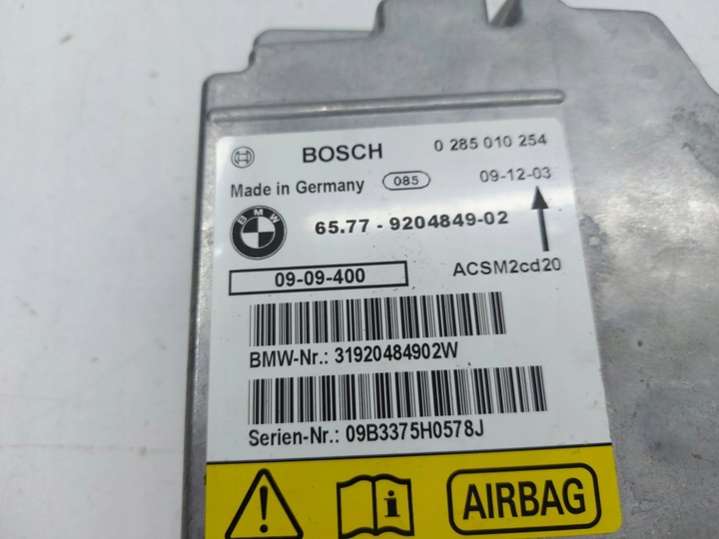 BOSCH 0 285 010 254
Made in Germany 085 09-12-03
BMW 65.77 - 9204849-02
09-09-400 ACSM2cd20
BMW-Nr.: 31920484902W
Serien-Nr.: 09B3375H0578J
AIRBAG